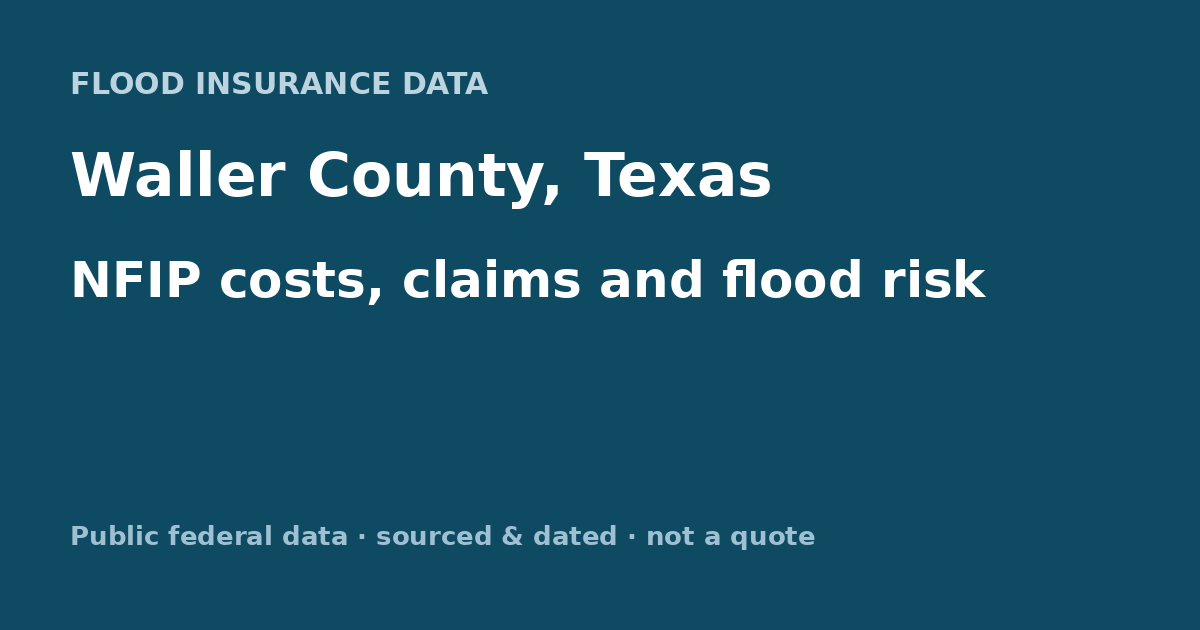 FLOOD INSURANCE DATA
Waller County, Texas
NFIP costs, claims and flood risk
Public federal data · sourced & dated · not a quote